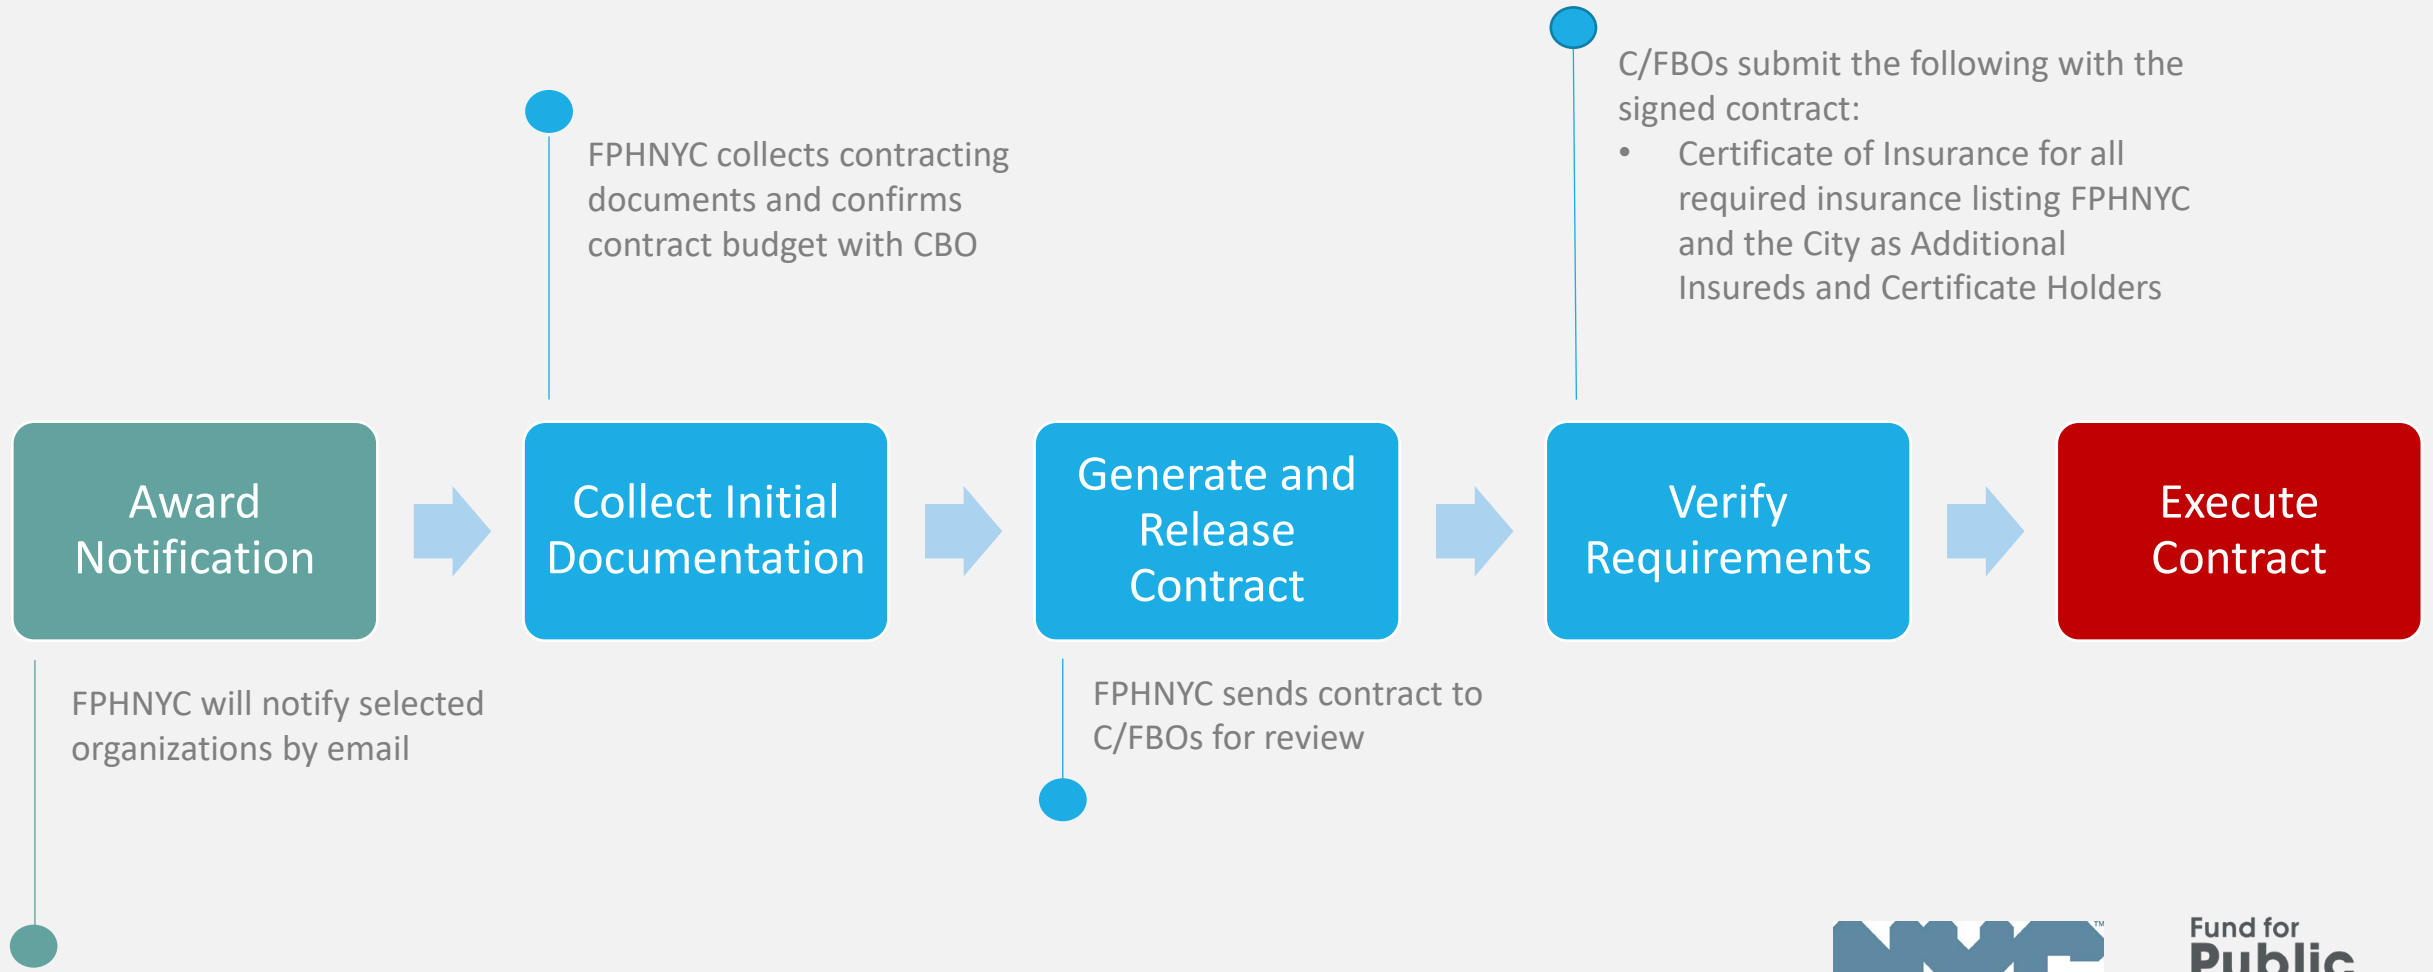 C/FBOs submit the following with the
signed contract:
• Certificate of Insurance for all
required insurance listing FPHNYC
and the City as Additional
Insureds and Certificate Holders
FPHNYC collects contracting
documents and confirms
contract budget with CBO
Award
Notification
Collect Initial
Documentation
Generate and
Release
Contract
Verify
Requirements
Execute
Contract
FPHNYC will notify selected
organizations by email
FPHNYC sends contract to
C/FBOs for review
NYC
TM
Fund for
Public